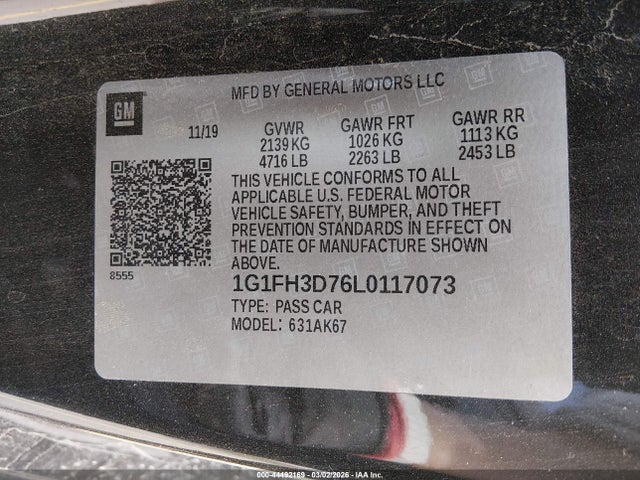 MFD BY GENERAL MOTORS LLC
GM
11/19 GVWR GAWR FRT GAWR RR
2139 KG 1026 KG 1113 KG
4716 LB 2263 LB 2453 LB
THIS VEHICLE CONFORMS TO ALL
APPLICABLE U.S. FEDERAL MOTOR
VEHICLE SAFETY, BUMPER, AND THEFT
PREVENTION STANDARDS IN EFFECT ON
THE DATE OF MANUFACTURE SHOWN
ABOVE.
8555
1G1FH3D76L0117073
TYPE: PASS CAR
MODEL: 631AK67
000-44492169 - 03/02/2026 - IAA Inc.